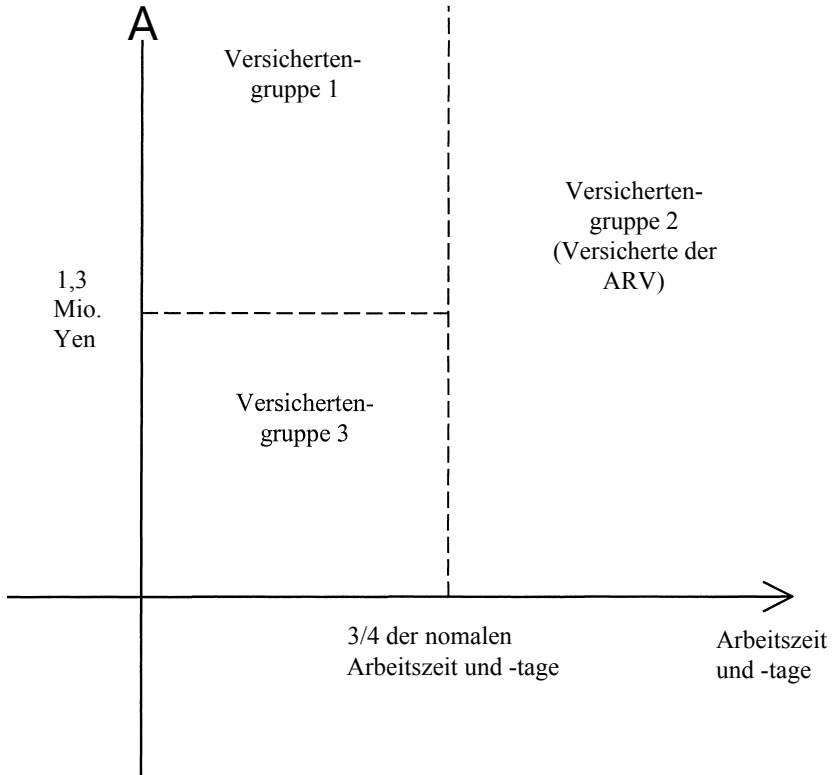 A
Versicherten-
gruppe 1
Versicherten-
gruppe 2
(Versicherte der
ARV)
1,3
Mio.
Yen
Versicherten-
gruppe 3
3/4 der nomalen
Arbeitszeit und -tage
Arbeitszeit
und -tage